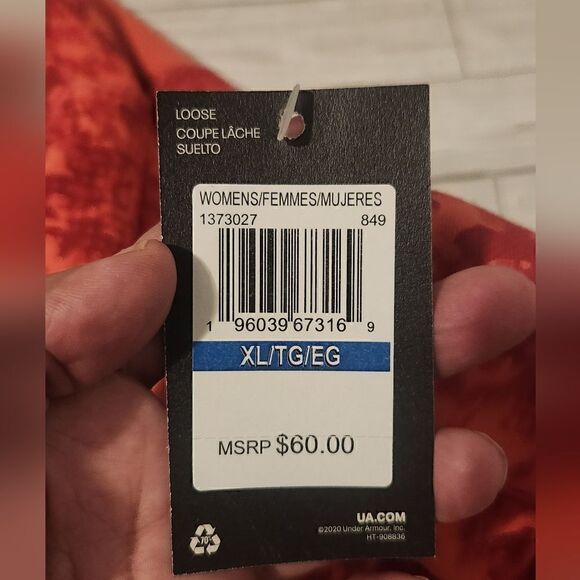 LOOSE
COUPE LÂCHE
SUELTO
WOMENS/FEMMES/MUJERES
1373027 849
1 96039 67316 9
XL/TG/EG
MSRP $60.00
UA.COM
©2020 Under Armour, Inc.
HT-908836